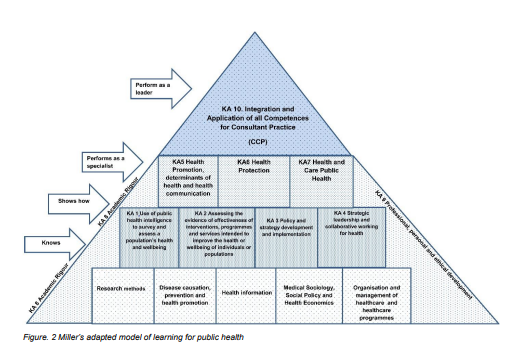 Perform as a
leader
KA 10. Integration and
Application of all Competences
for Consultant Practice
(CCP)
Performs as a
specialist
KA5 Health
Promotion,
determinants of
health and health
communication
KA6 Health
Protection
KA7 Health and
Care Public
Health
Shows how
KA 8 Academic Rigour
KA 9 Professional, personal and ethical development
KA 1 Use of public
health intelligence
to survey and
assess a
population's health
and wellbeing
KA 2 Assessing the
evidence of effectiveness of
interventions, programmes
and services intended to
improve the health or
wellbeing of individuals or
populations
KA 3 Policy and
strategy development
and implementation
KA 4 Strategic
leadership and
collaborative working
for health
Knows
KA 8 Academic Rigour
Research methods
Disease causation,
prevention and
health promotion
Health information
Medical Sociology,
Social Policy and
Health Economics
Organisation and
management of
healthcare and
healthcare
programmes
Figure. 2 Miller's adapted model of learning for public health